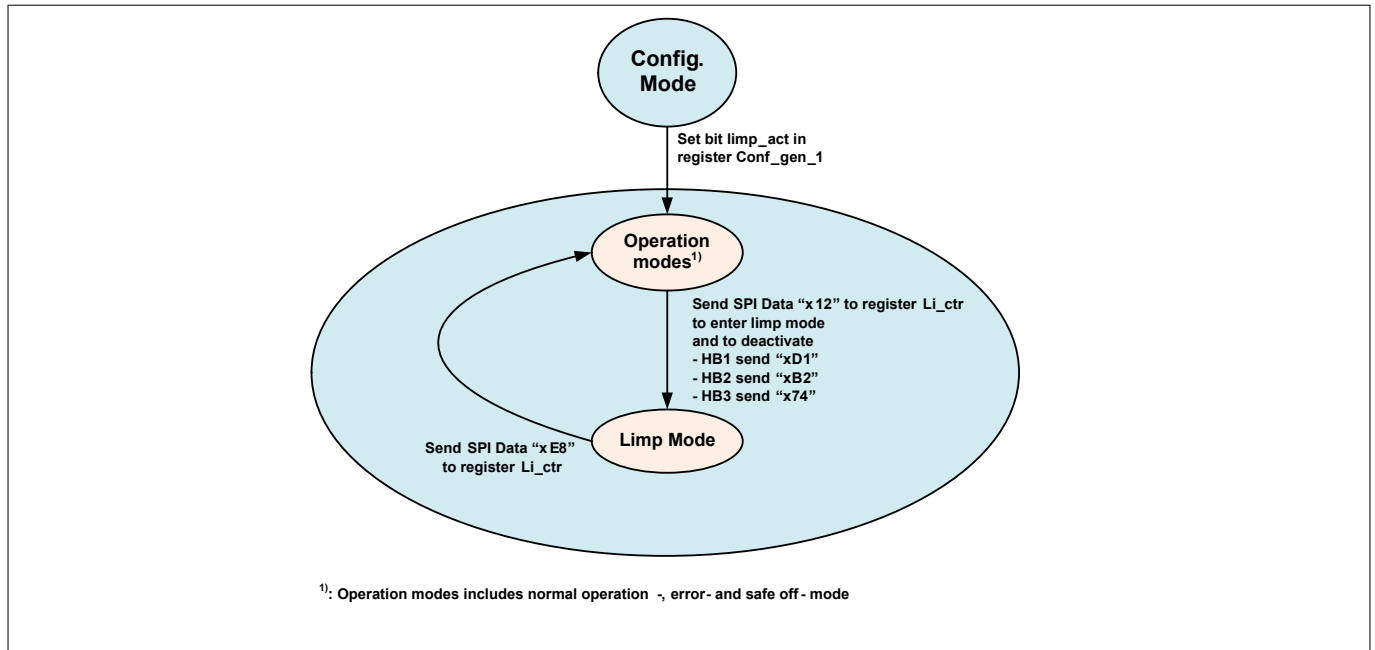 Config.
Mode
Set bit limp_act in
register Conf_gen_1
Operation
modes1)
Send SPI Data “x12” to register Li_ctr
to enter limp mode
and to deactivate
- HB1 send “xD1”
- HB2 send “xB2”
- HB3 send “x74”
Limp Mode
Send SPI Data “xE8”
to register Li_ctr
1): Operation modes includes normal operation -, error- and safe off - mode